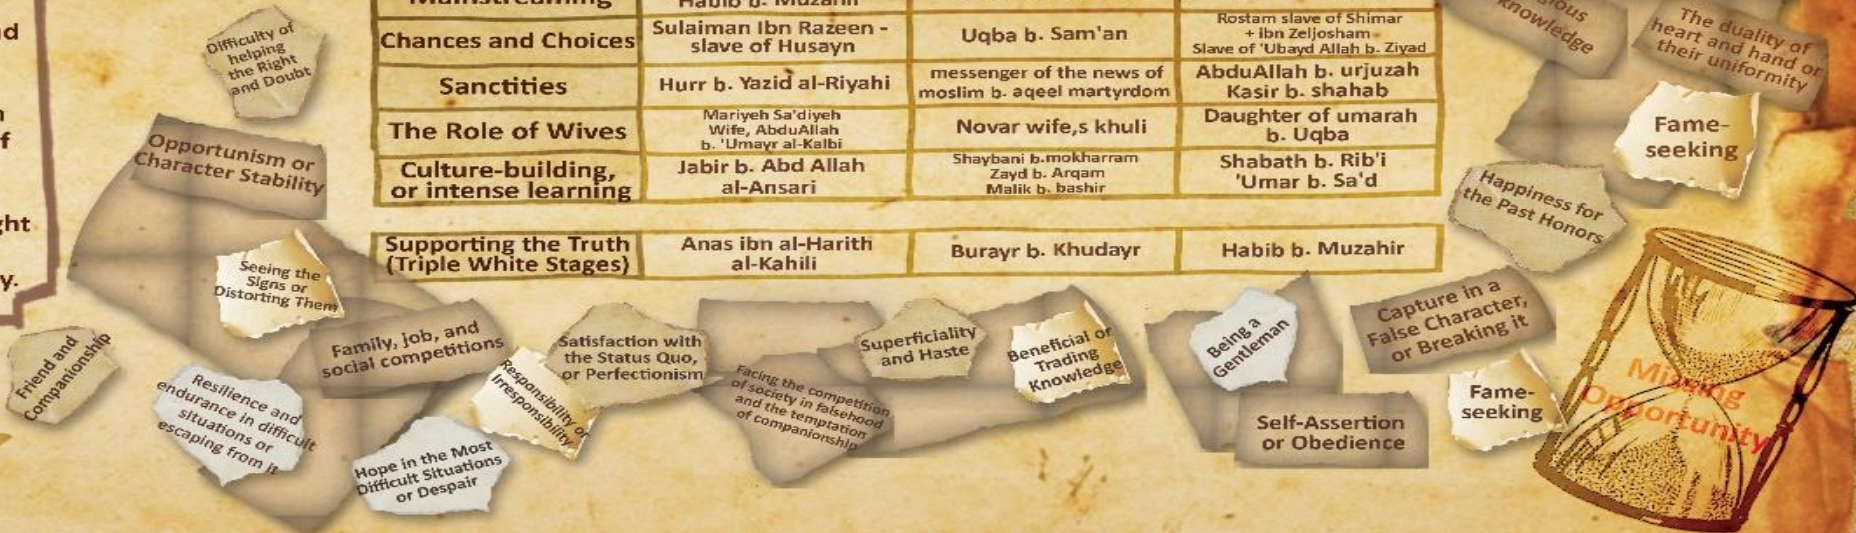 Mainstreaming
Habib b. Muzahir
Chances and Choices
Sulaiman Ibn Razeen -
slave of Husayn
Uqba b. Sam'an
Rostam slave of Shimar
+ ibn Zeljosham
Slave of 'Ubayd Allah b. Ziyad
Sanctities
Hurr b. Yazid al-Riyahi
messenger of the news of
moslim b. aqeel martyrdom
AbduAllah b. urjuzah
Kasir b. shahab
The Role of Wives
Mariyeh Sa'diyeh
Wife, AbduAllah
b. 'Umayr al-Kalbi
Novar wife,s khuli
Daughter of umarah
b. Uqba
Culture-building,
or intense learning
Jabir b. Abd Allah
al-Ansari
Shaybani b.mokharram
Zayd b. Arqam
Malik b. bashir
Shabath b. Rib'i
'Umar b. Sa'd
Supporting the Truth
(Triple White Stages)
Anas ibn al-Harith
al-Kahili
Burayr b. Khudayr
Habib b. Muzahir
Difficulty of
helping
the Right
and Doubt
Opportunism or
Character Stability
Seeing the
Signs or
Distorting Them
Friend and
Companionship
Family, job, and
social competitions
Resilience and
endurance in difficult
situations or
escaping from it
Hope in the Most
Difficult Situations
or Despair
Responsibility or
Irresponsibility
Satisfaction with
the Status Quo,
or Perfectionism
Facing the competition
of society in falsehood
and the temptation
of companionship
Superficiality
and Haste
Beneficial or
Trading
Knowledge
Being a
Gentleman
Self-Assertion
or Obedience
Capture in a
False Character,
or Breaking it
Fame-
seeking
knowledge
The duality of
heart and hand or
their uniformity
Fame-
seeking
Happiness for
the Past Honors
Opportunity